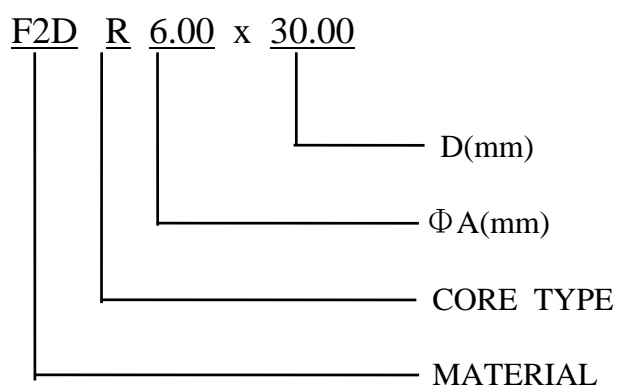 F2D R 6.00 x 30.00
D(mm)
ΦA(mm)
CORE TYPE
MATERIAL